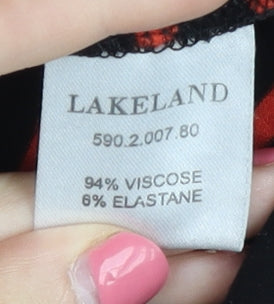 LAKELAND
590.2.007.80
94% VISCOSE
6% ELASTANE